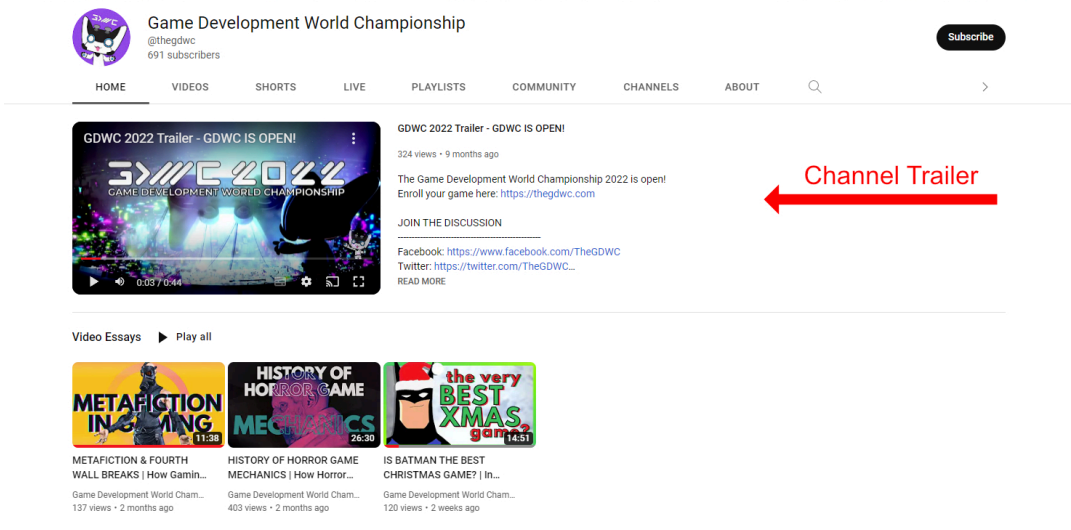 Game Development World Championship
@thegdwc
691 subscribers
Subscribe
HOME VIDEOS SHORTS LIVE PLAYLISTS COMMUNITY CHANNELS ABOUT
GDWC 2022 Trailer - GDWC IS OPEN!
GDWC 2022
GAME DEVELOPMENT WORLD CHAMPIONSHIP
0:03 / 0:44
GDWC 2022 Trailer - GDWC IS OPEN!
324 views • 9 months ago
The Game Development World Championship 2022 is open!
Enroll your game here: https://thegdwc.com
JOIN THE DISCUSSION
------------------------------------------------
Facebook: https://www.facebook.com/TheGDWC
Twitter: https://twitter.com/TheGDWC...
READ MORE
Channel Trailer
Video Essays Play all
METAFICTION
IN GAMING
11:38
METAFICTION & FOURTH
WALL BREAKS | How Gamin...
Game Development World Cham...
137 views • 2 months ago
HISTORY OF
HORROR GAME
MECHANICS
26:30
HISTORY OF HORROR GAME
MECHANICS | How Horror...
Game Development World Cham...
403 views • 2 months ago
the very
BEST
XMAS
game?
14:51
IS BATMAN THE BEST
CHRISTMAS GAME? | In...
Game Development World Cham...
120 views • 2 weeks ago